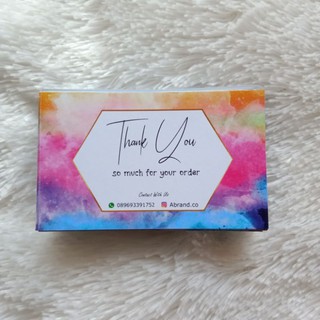 Thank You
so much for your order
Contact With Us
089693391752 Abrand.co